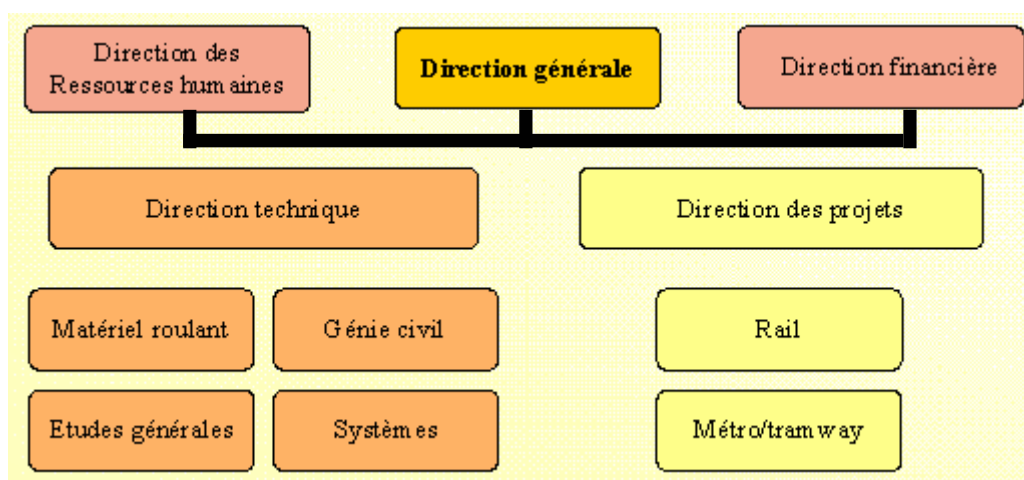 Direction des
Ressources humaines
Direction générale
Direction financière
Direction technique
Direction des projets
Matériel roulant
Génie civil
Rail
Etudes générales
Systèmes
Métro/tramway